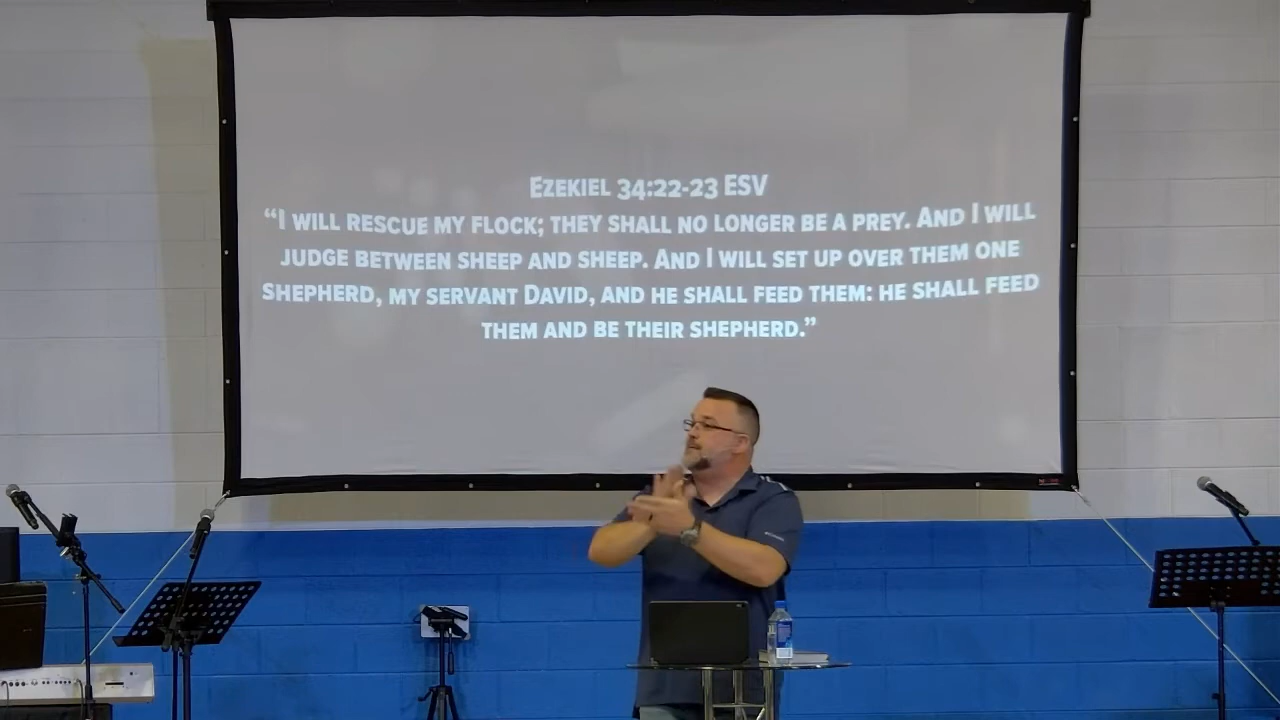 Ezekiel 34:22-23 ESV
“I will rescue my flock; they shall no longer be a prey. And I will
judge between sheep and sheep. And I will set up over them one
shepherd, my servant David, and he shall feed them: he shall feed
them and be their shepherd.”